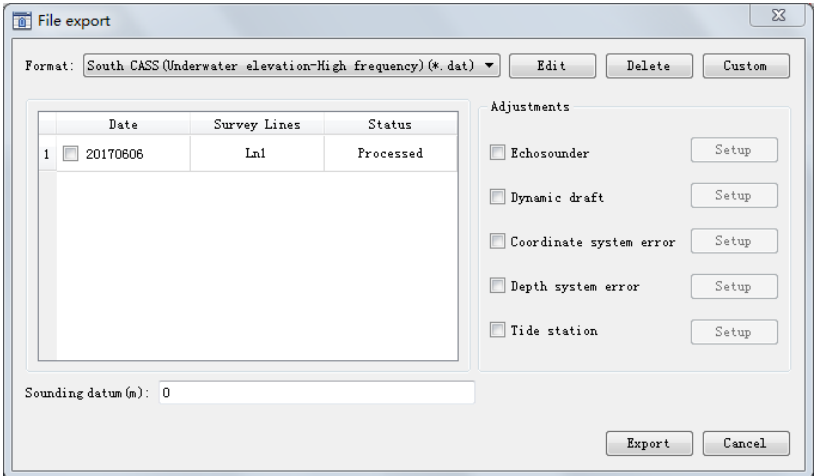 File export
Format: South CASS(Underwater elevation-High frequency)(*.dat) Edit Delete Custom
Adjustments
Date Survey Lines Status
1 20170606 Ln1 Processed
Echosounder Setup
Dynamic draft Setup
Coordinate system error Setup
Depth system error Setup
Tide station Setup
Sounding datum(m): 0
Export Cancel